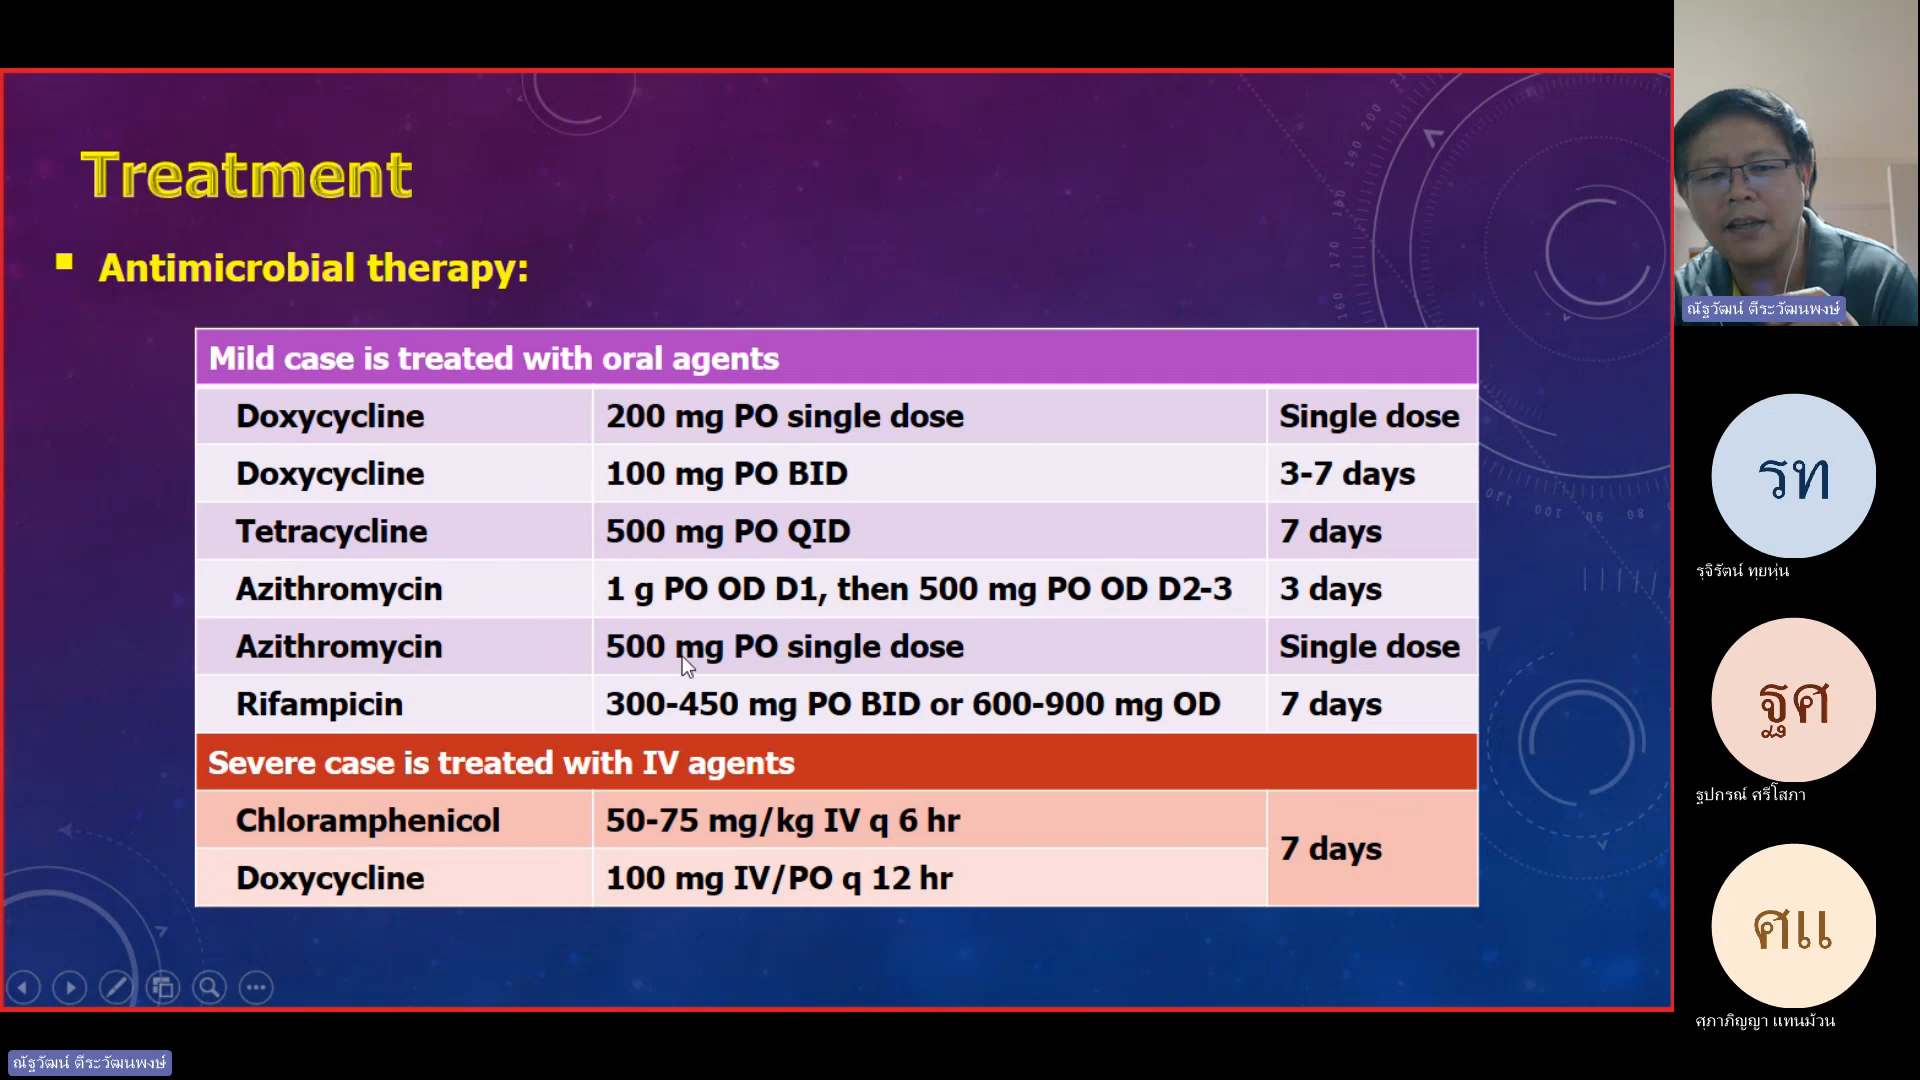 Treatment
Antimicrobial therapy:
Mild case is treated with oral agents
Doxycycline 200 mg PO single dose Single dose
Doxycycline 100 mg PO BID 3-7 days
Tetracycline 500 mg PO QID 7 days
Azithromycin 1 g PO OD D1, then 500 mg PO OD D2-3 3 days
Azithromycin 500 mg PO single dose Single dose
Rifampicin 300-450 mg PO BID or 600-900 mg OD 7 days
Severe case is treated with IV agents
Chloramphenicol 50-75 mg/kg IV q 6 hr
7 days
Doxycycline 100 mg IV/PO q 12 hr
ณัฐวัฒน์ ตีระวัฒนพงษ์
รท
รุจิรัตน์ ทุยหุ่น
ฐศ
ฐปกรณ์ ศรีโสภา
ศแ
ศุภาภิญญา แทนม้วน
ณัฐวัฒน์ ตีระวัฒนพงษ์